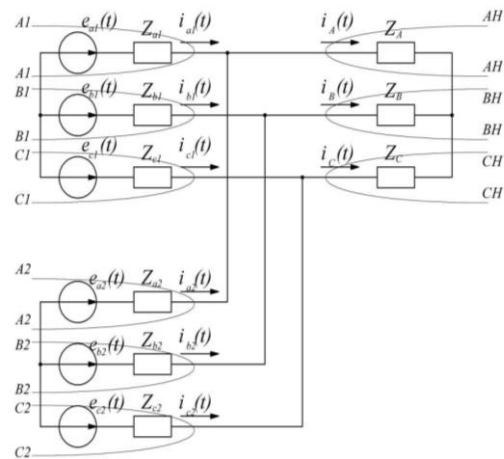 A1 e_a1(t) Z_a1 i_a1(t) i_A(t) Z_A AH
A1 AH
B1 e_b1(t) Z_b1 i_b1(t) i_B(t) Z_B BH
B1 BH
C1 e_c1(t) Z_c1 i_c1(t) i_C(t) Z_C CH
C1 CH
A2 e_a2(t) Z_a2 i_a2(t)
A2
B2 e_b2(t) Z_b2 i_b2(t)
B2
C2 e_c2(t) Z_c2 i_c2(t)
C2